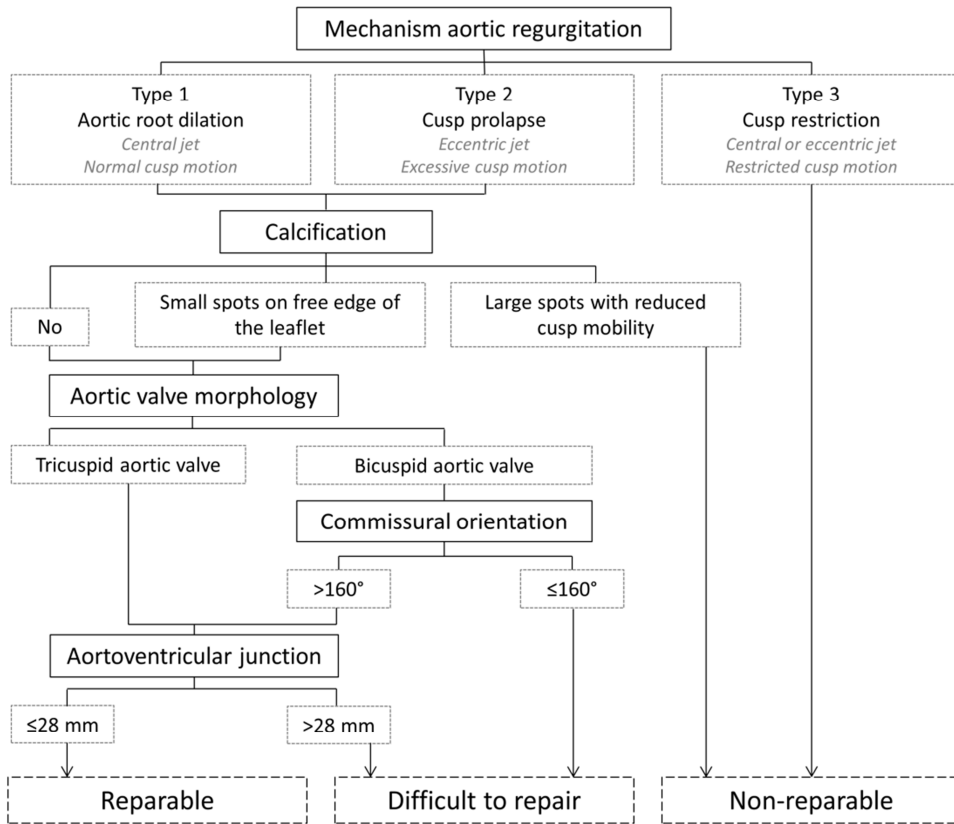 Mechanism aortic regurgitation
Type 1
Aortic root dilation
Central jet
Normal cusp motion
Type 2
Cusp prolapse
Eccentric jet
Excessive cusp motion
Type 3
Cusp restriction
Central or eccentric jet
Restricted cusp motion
Calcification
No
Small spots on free edge of
the leaflet
Large spots with reduced
cusp mobility
Aortic valve morphology
Tricuspid aortic valve
Bicuspid aortic valve
Commissural orientation
>160°
≤160°
Aortoventricular junction
≤28 mm
>28 mm
Reparable
Difficult to repair
Non-reparable